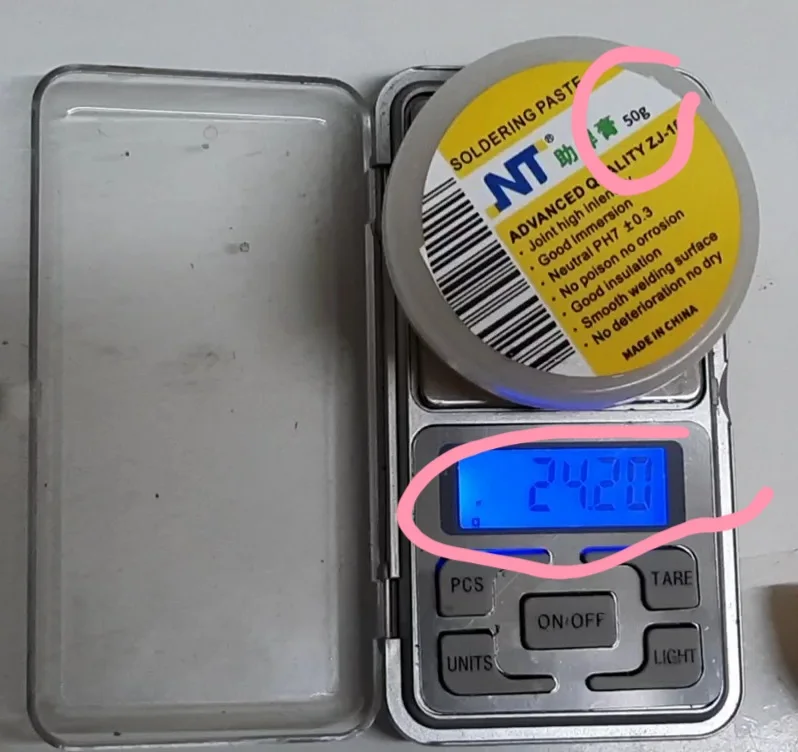 SOLDERING PASTE
NT®
助焊膏 50g
ADVANCED QUALITY ZJ-18
· Joint high
· Good Immersion
· Neutral PH7 ±0.3
· No poison no orrosion
· Good insulation
· Smooth welding surface
· No deterioration no dry
MADE IN CHINA
24.20
g
PCS
TARE
ON/OFF
UNITS
LIGHT